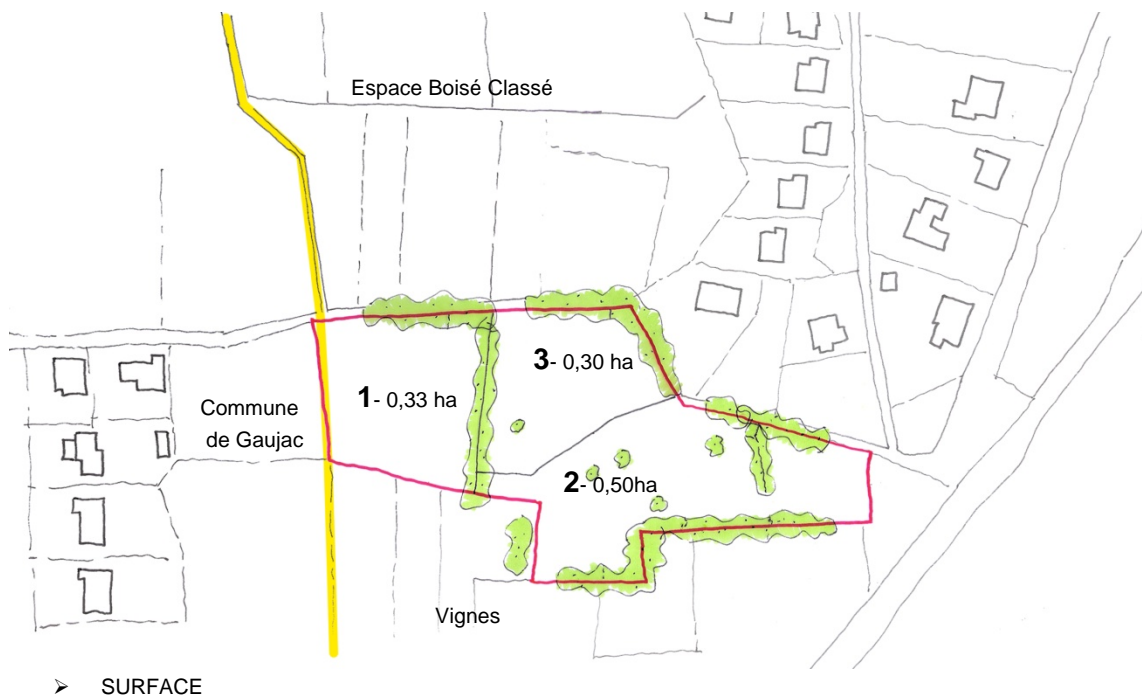 Espace Boisé Classé
3- 0,30 ha
1- 0,33 ha
Commune
de Gaujac
2- 0,50ha
Vignes
➢ SURFACE